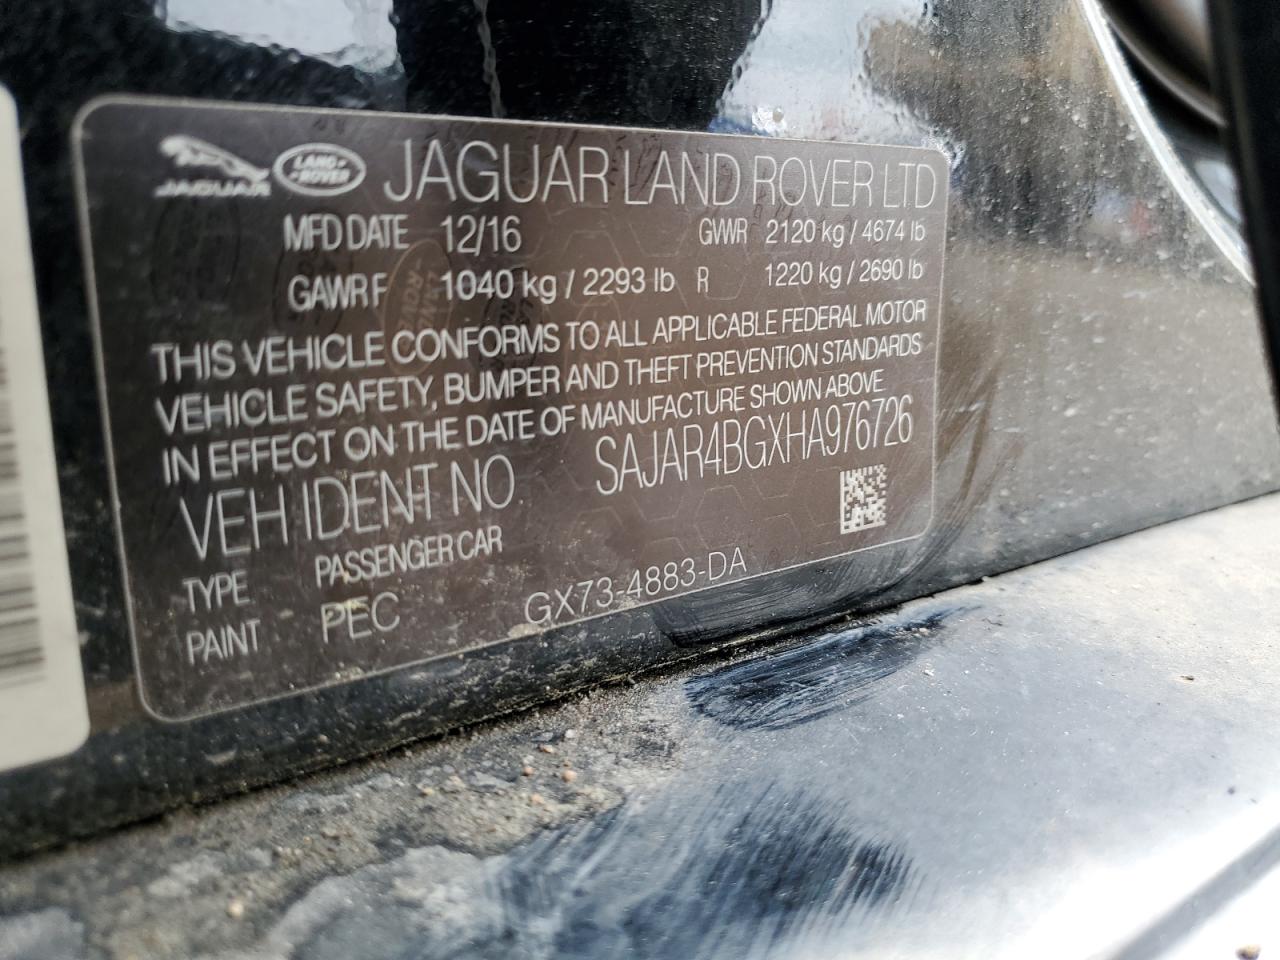 JAGUAR LAND ROVER JAGUAR LAND ROVER LTD
MFD DATE 12/16 GWWR 2120 kg / 4674 lb
GAWR F 1040 kg / 2293 lb R 1220 kg / 2690 lb
THIS VEHICLE CONFORMS TO ALL APPLICABLE FEDERAL MOTOR
VEHICLE SAFETY, BUMPER AND THEFT PREVENTION STANDARDS
IN EFFECT ON THE DATE OF MANUFACTURE SHOWN ABOVE
VEH IDENT NO SAJAR4BGXHA976726
TYPE PASSENGER CAR
PAINT PEC GX73-4883-DA